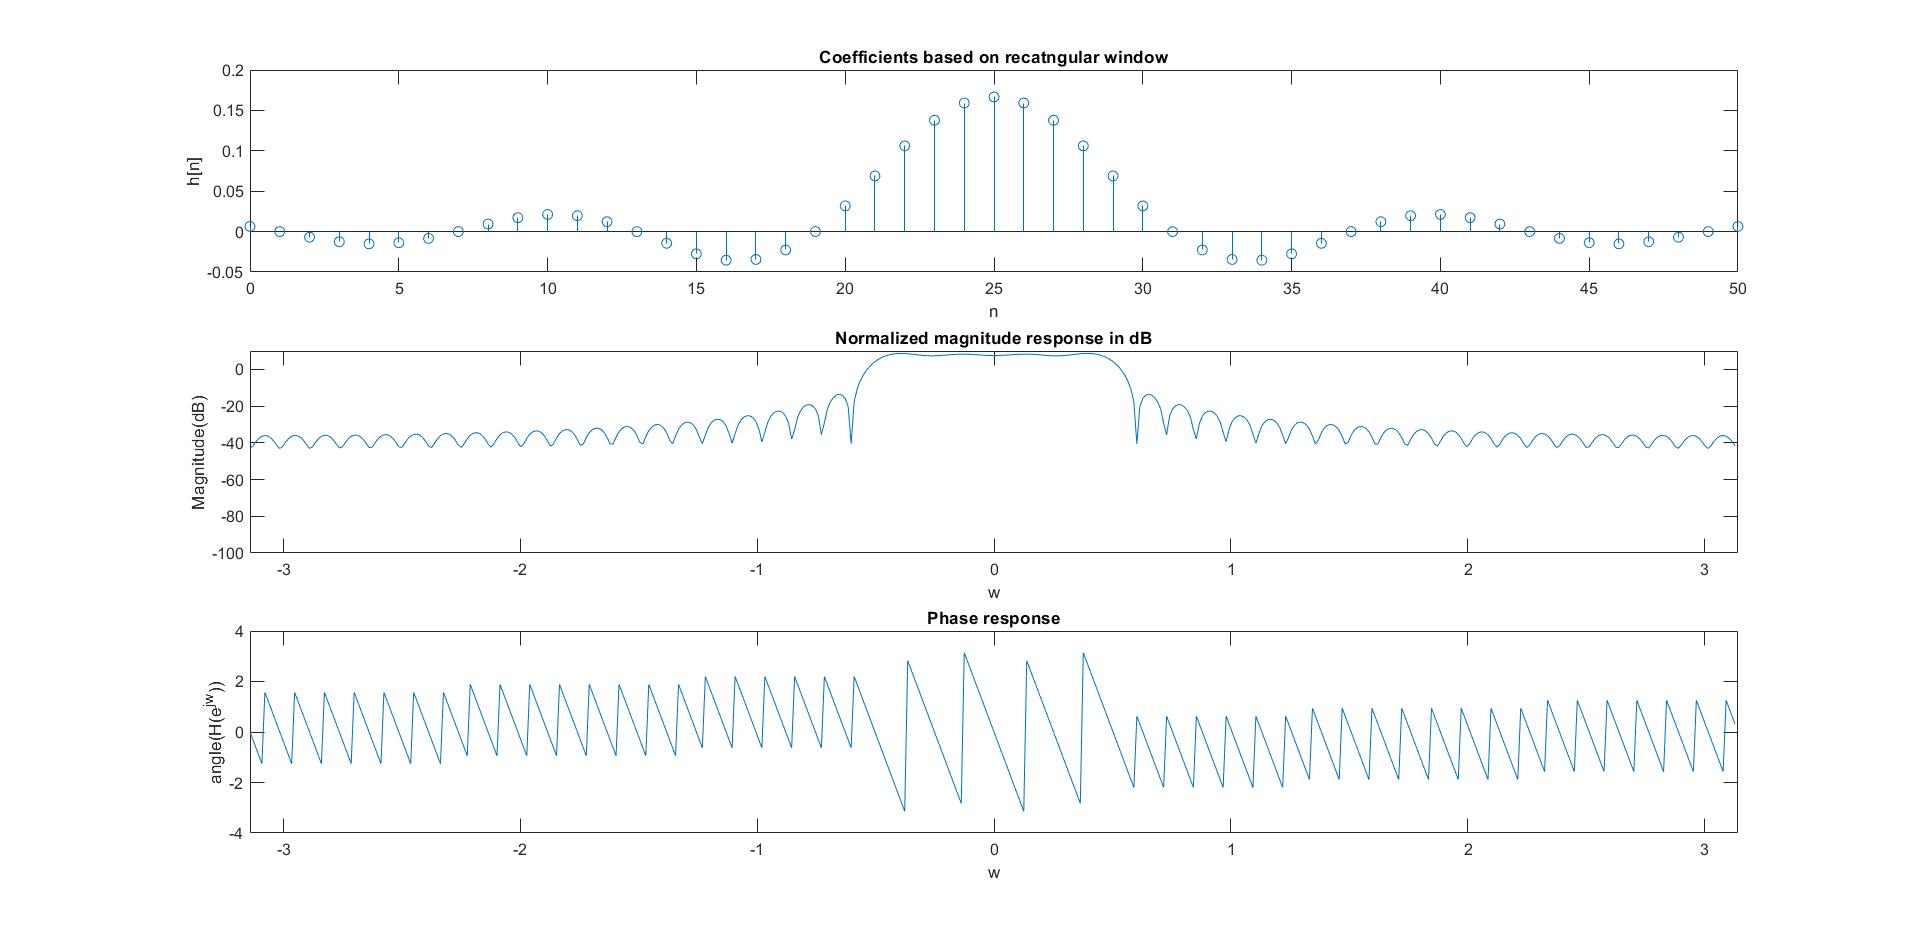 Coefficients based on recatngular window
0.2
0.15
0.1
0.05
0
-0.05
h[n]
0 5 10 15 20 25 30 35 40 45 50
n
Normalized magnitude response in dB
0
-20
-40
-60
-80
-100
Magnitude(dB)
-3 -2 -1 0 1 2 3
w
Phase response
4
2
0
-2
-4
angle(H(e^jw))
-3 -2 -1 0 1 2 3
w